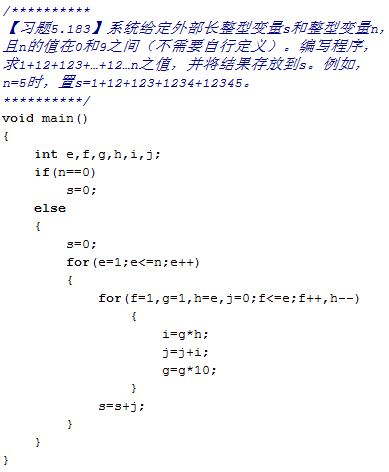 /**********
【习题5.183】系统给定外部长整型变量s和整型变量n,
且n的值在0和9之间（不需要自行定义）。编写程序,
求1+12+123+…+12…n之值，并将结果存放到s。例如，
n=5时，置s=1+12+123+1234+12345。
**********/
void main()
{
    int e,f,g,h,i,j;
    if(n==0)
        s=0;
    else
    {
        s=0;
        for(e=1;e<=n;e++)
        {
            for(f=1,g=1,h=e,j=0;f<=e;f++,h--)
                {
                    i=g*h;
                    j=j+i;
                    g=g*10;
                }
            s=s+j;
        }
    }
}